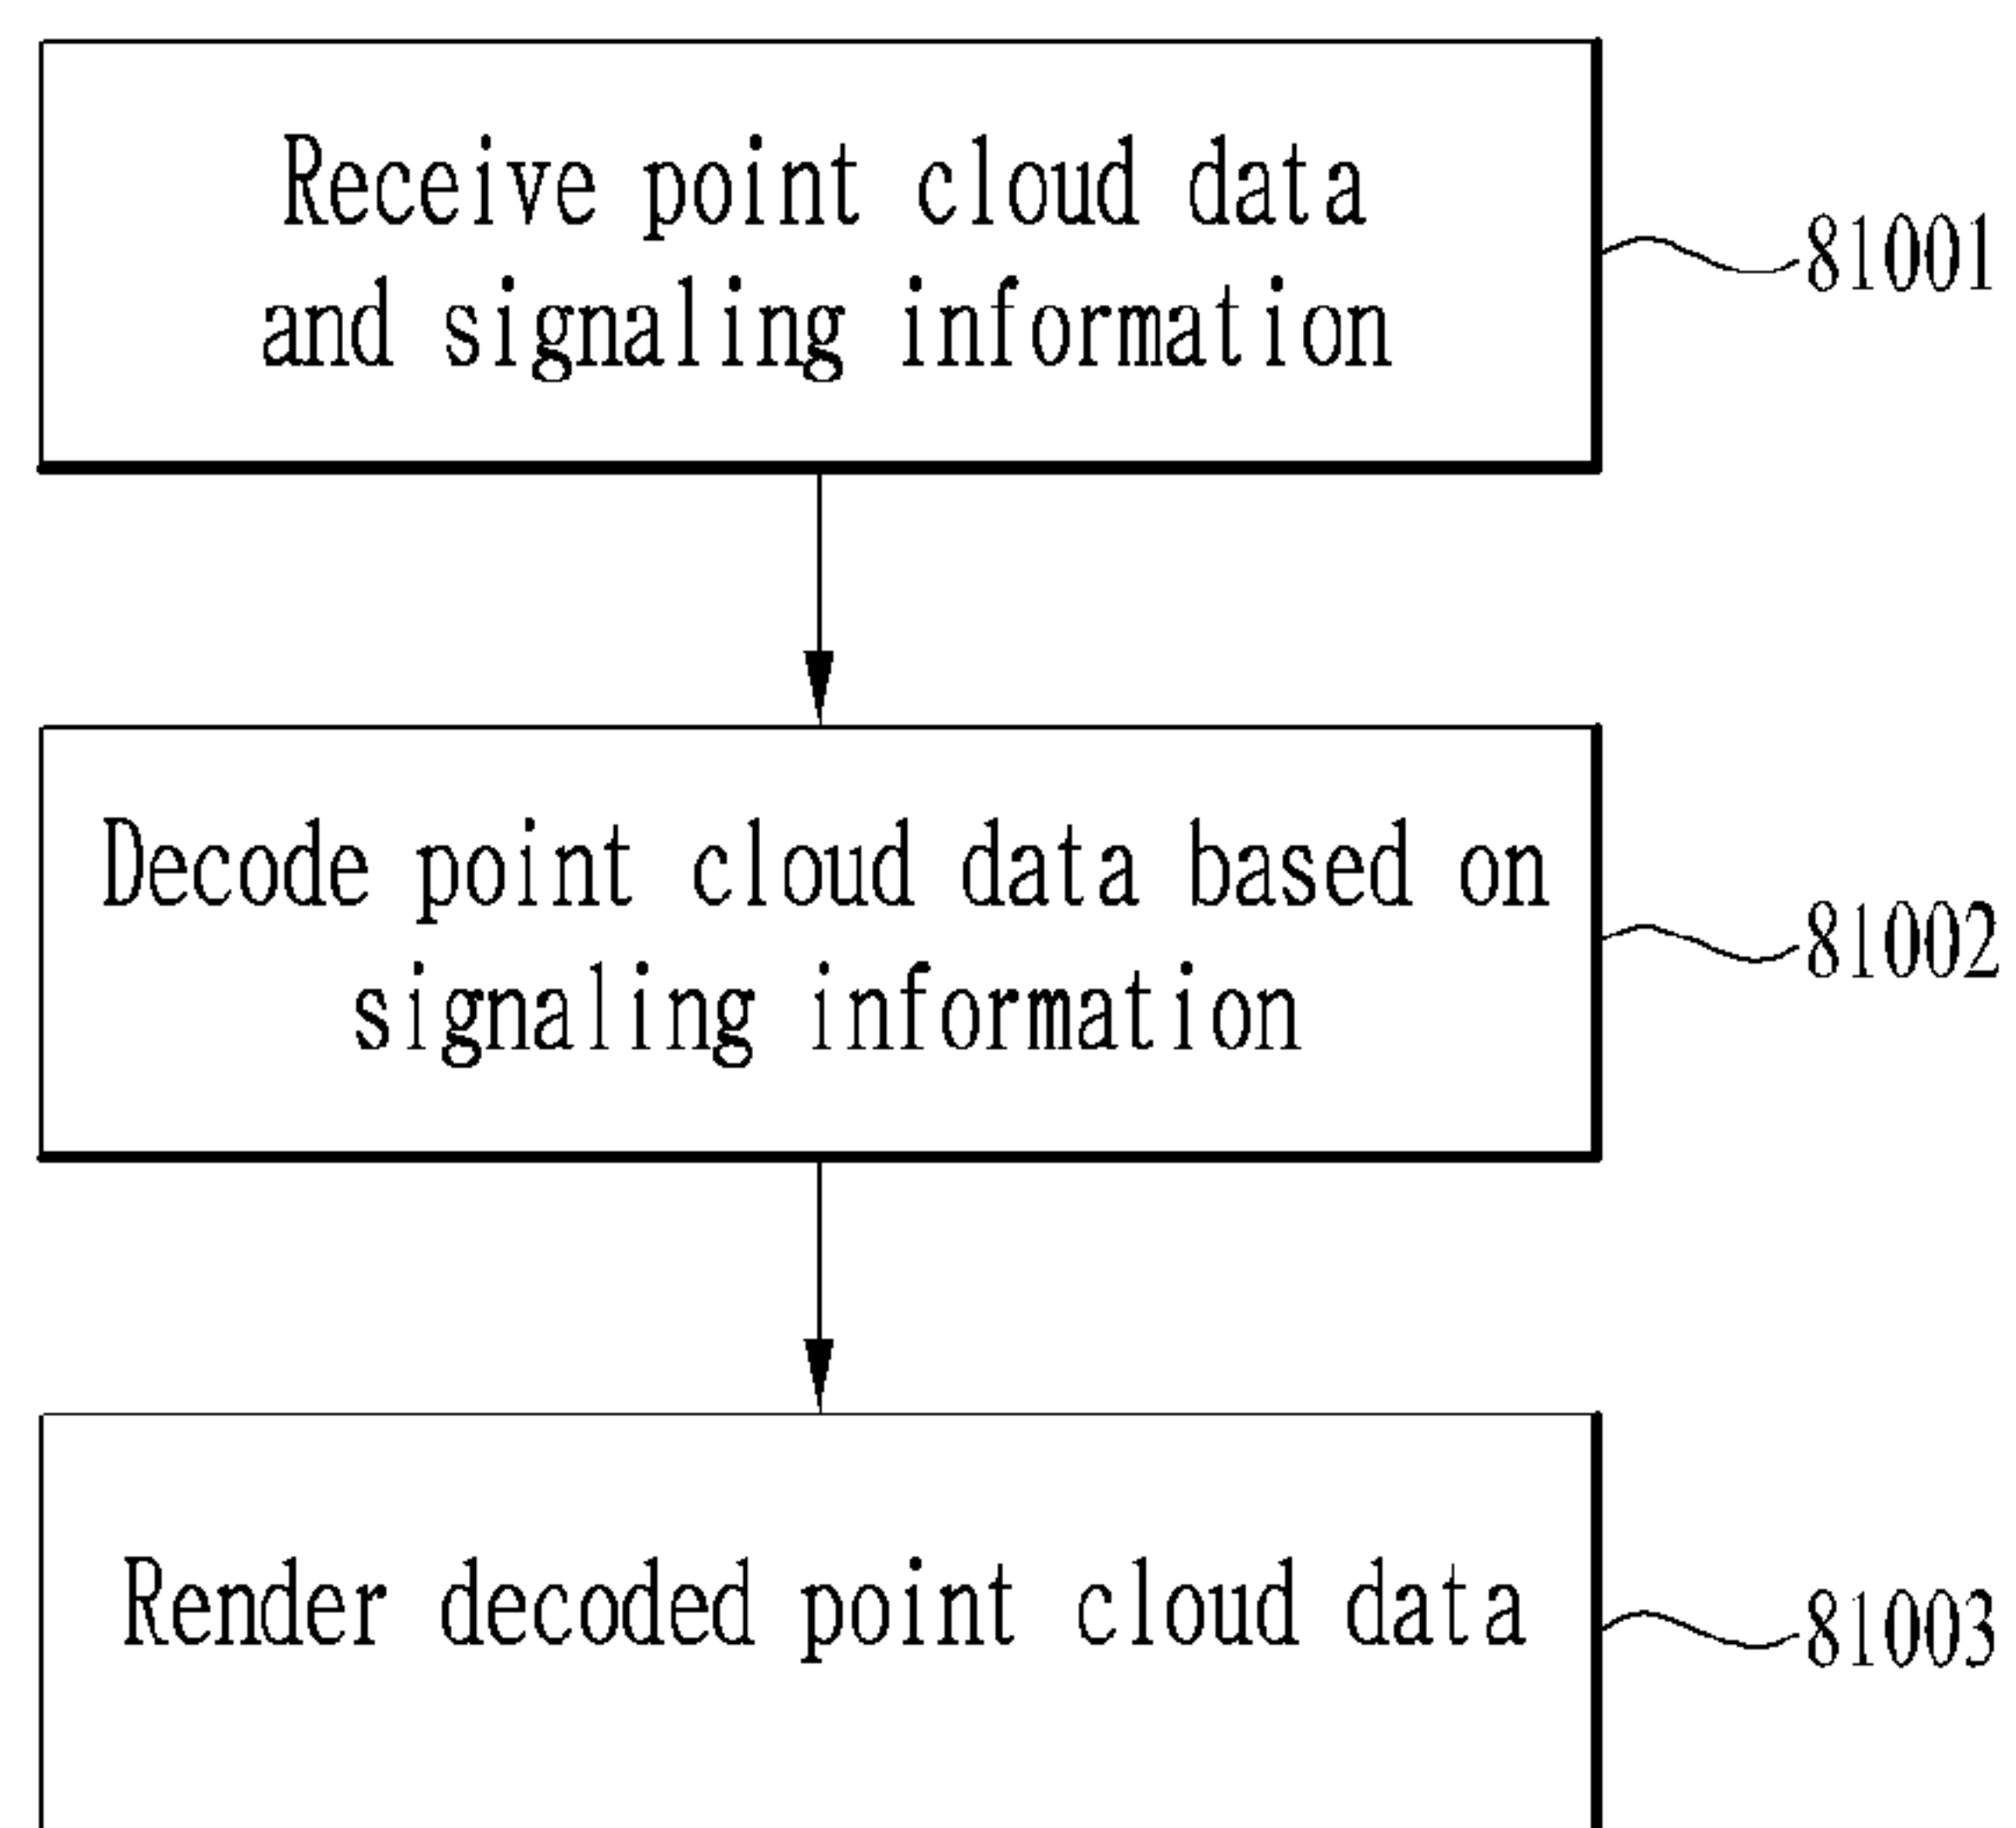 Receive point cloud data
and signaling information
81001
Decode point cloud data based on
signaling information
81002
Render decoded point cloud data
81003